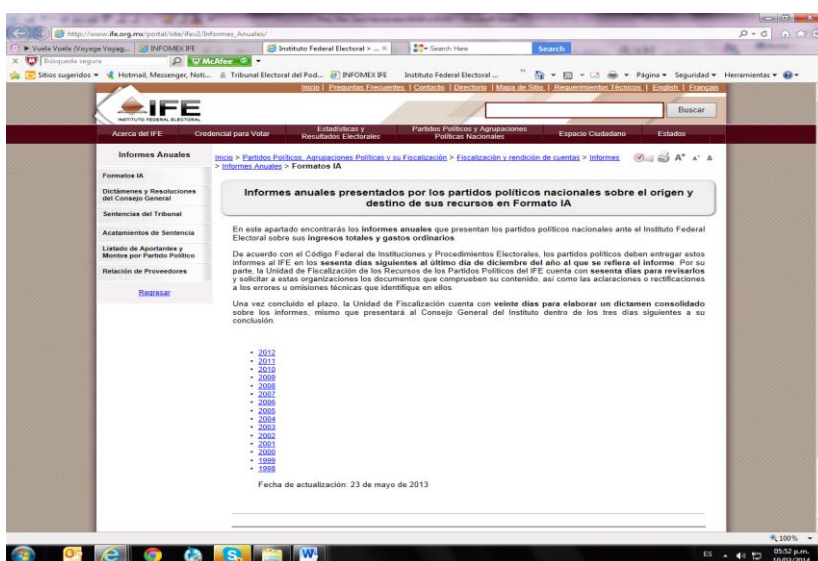 http://www.ife.org.mx/portal/site/ifev2/Informes_Anuales/
Vuela Vuela (Voyage Voyag...
INFOMEX IFE
Instituto Federal Electoral > ...
Search Here
Search
Búsqueda segura
McAfee
Sitios sugeridos
Hotmail, Messenger, Noti...
Tribunal Electoral del Pod...
INFOMEX IFE
Instituto Federal Electoral ...
Página
Seguridad
Herramientas
Inicio | Preguntas Frecuentes | Contacto | Directorio | Mapa de Sitio | Requerimientos Técnicos | English | Français
IFE
INSTITUTO FEDERAL ELECTORAL
Buscar
Acerca del IFE
Credencial para Votar
Estadísticas y
Resultados Electorales
Partidos Políticos y Agrupaciones
Políticas Nacionales
Espacio Ciudadano
Estados
Informes Anuales
Formatos IA
Dictámenes y Resoluciones
del Consejo General
Sentencias del Tribunal
Acatamientos de Sentencia
Listado de Aportantes y
Montos por Partido Político
Relación de Proveedores
Regresar
Inicio > Partidos Políticos, Agrupaciones Políticas y su Fiscalización > Fiscalización y rendición de cuentas > Informes
> Informes Anuales > Formatos IA
A+ A+ A
Informes anuales presentados por los partidos políticos nacionales sobre el origen y
destino de sus recursos en Formato IA
En este apartado encontrarás los informes anuales que presentan los partidos políticos nacionales ante el Instituto Federal
Electoral sobre sus ingresos totales y gastos ordinarios.
De acuerdo con el Código Federal de Instituciones y Procedimientos Electorales, los partidos políticos deben entregar estos
informes al IFE en los sesenta días siguientes al último día de diciembre del año al que se refiera el informe. Por su
parte, la Unidad de Fiscalización de los Recursos de los Partidos Políticos del IFE cuenta con sesenta días para revisarlos
y solicitar a estas organizaciones los documentos que comprueben su contenido, así como las aclaraciones o rectificaciones
a los errores u omisiones técnicas que identifique en ellos.
Una vez concluido el plazo, la Unidad de Fiscalización cuenta con veinte días para elaborar un dictamen consolidado
sobre los informes, mismo que presentará al Consejo General del Instituto dentro de los tres días siguientes a su
conclusión.
2012
2011
2010
2009
2008
2007
2006
2005
2004
2003
2002
2001
2000
1999
1998
Fecha de actualización: 23 de mayo de 2013
100%
ES
05:52 p.m.
10/03/2014